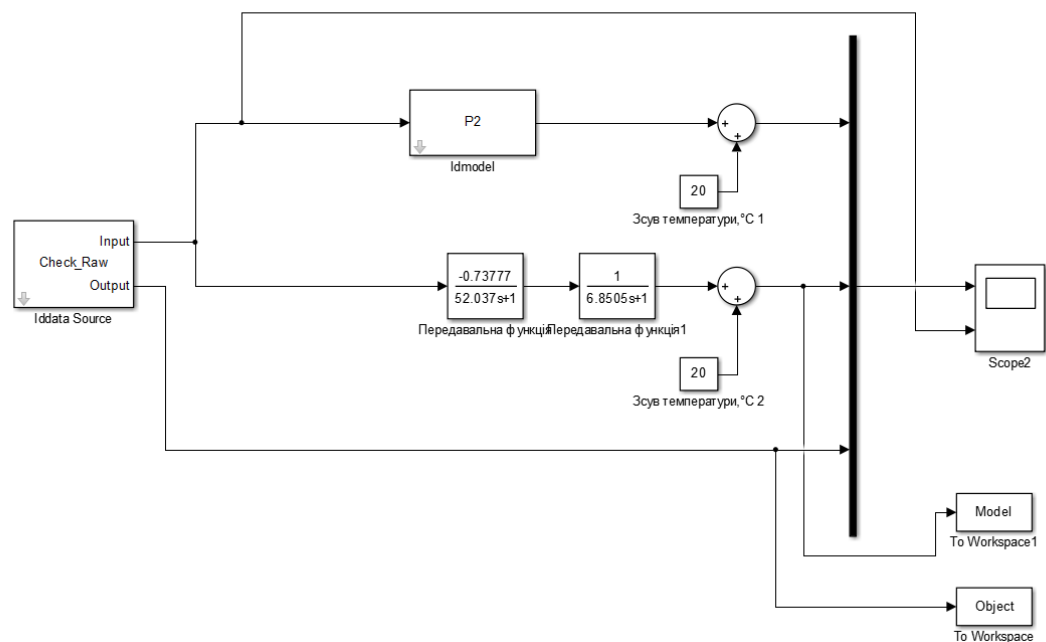 P2
Idmodel
+
+
20
Зсув температури,°C 1
Input
Check_Raw
Output
Iddata Source
-0.73777
52.037s+1
Передавальна функція
1
6.8505s+1
Передавальна функція1
+
+
20
Зсув температури,°C 2
Scope2
Model
To Workspace1
Object
To Workspace